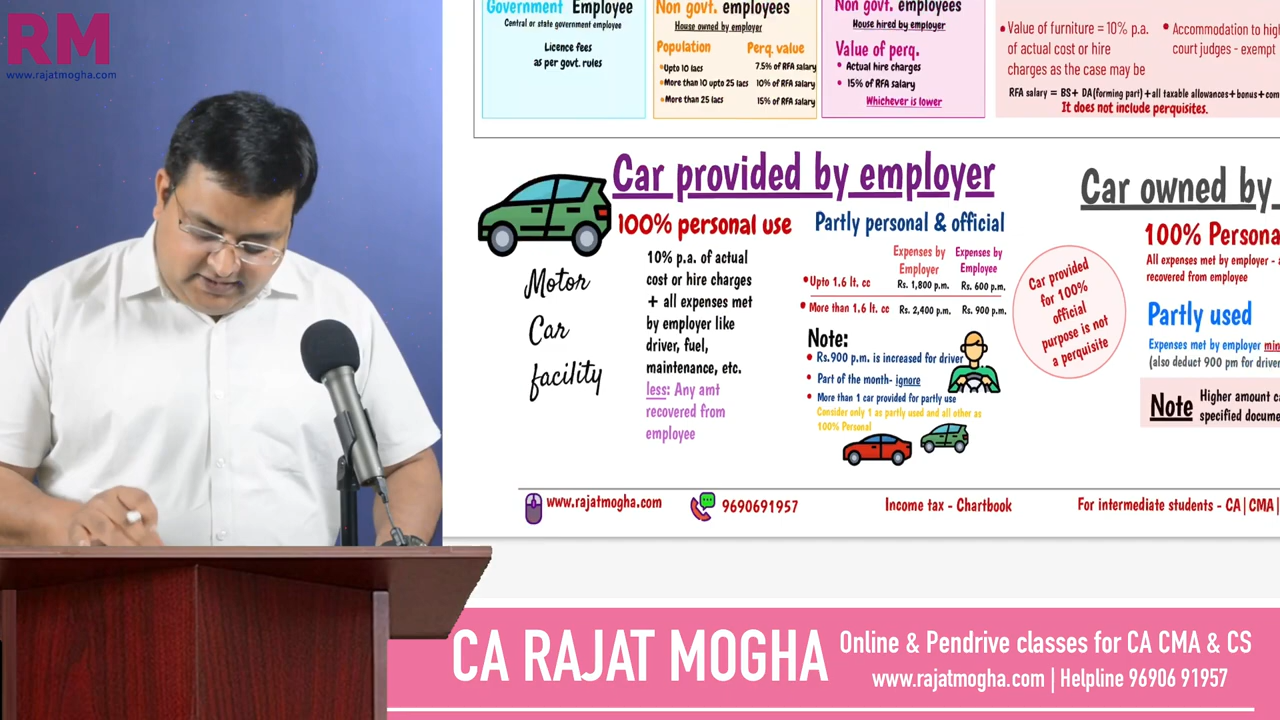 RM
www.rajatmogha.com
Government Employee
Central or state government employee
Licence fees
as per govt. rules
Non govt. employees
House owned by employer
Population Perq. value
Upto 10 lacs 7.5% of RFA salary
More than 10 upto 25 lacs 10% of RFA salary
More than 25 lacs 15% of RFA salary
Non govt. employees
House hired by employer
Value of perq.
Actual hire charges
15% of RFA salary
Whichever is lower
Value of furniture = 10% p.a.
of actual cost or hire
charges as the case may be
Accommodation to hig
court judges - exempt
RFA salary = BS+ DA(forming part)+all taxable allowances+bonus+com
It does not include perquisites.
Car provided by employer
Motor
Car
facility
100% personal use
10% p.a. of actual
cost or hire charges
+ all expenses met
by employer like
driver, fuel,
maintenance, etc.
less: Any amt
recovered from
employee
Partly personal & official
Expenses by
Employer
Expenses by
Employee
Upto 1.6 lt. cc Rs. 1,800 p.m. Rs. 600 p.m.
More than 1.6 lt. cc Rs. 2,400 p.m. Rs. 900 p.m.
Note:
Rs.900 p.m. is increased for driver
Part of the month- ignore
More than 1 car provided for partly use
Consider only 1 as partly used and all other as
100% Personal
Car provided
for 100%
official
purpose is not
a perquisite
Car owned by
100% Persona
All expenses met by employer - a
recovered from employee
Partly used
Expenses met by employer min
(also deduct 900 pm for driver
Note
Higher amount c
specified docume
www.rajatmogha.com
9690691957
Income tax - Chartbook
For intermediate students - CA|CMA|
CA RAJAT MOGHA
Online & Pendrive classes for CA CMA & CS
www.rajatmogha.com | Helpline 96906 91957